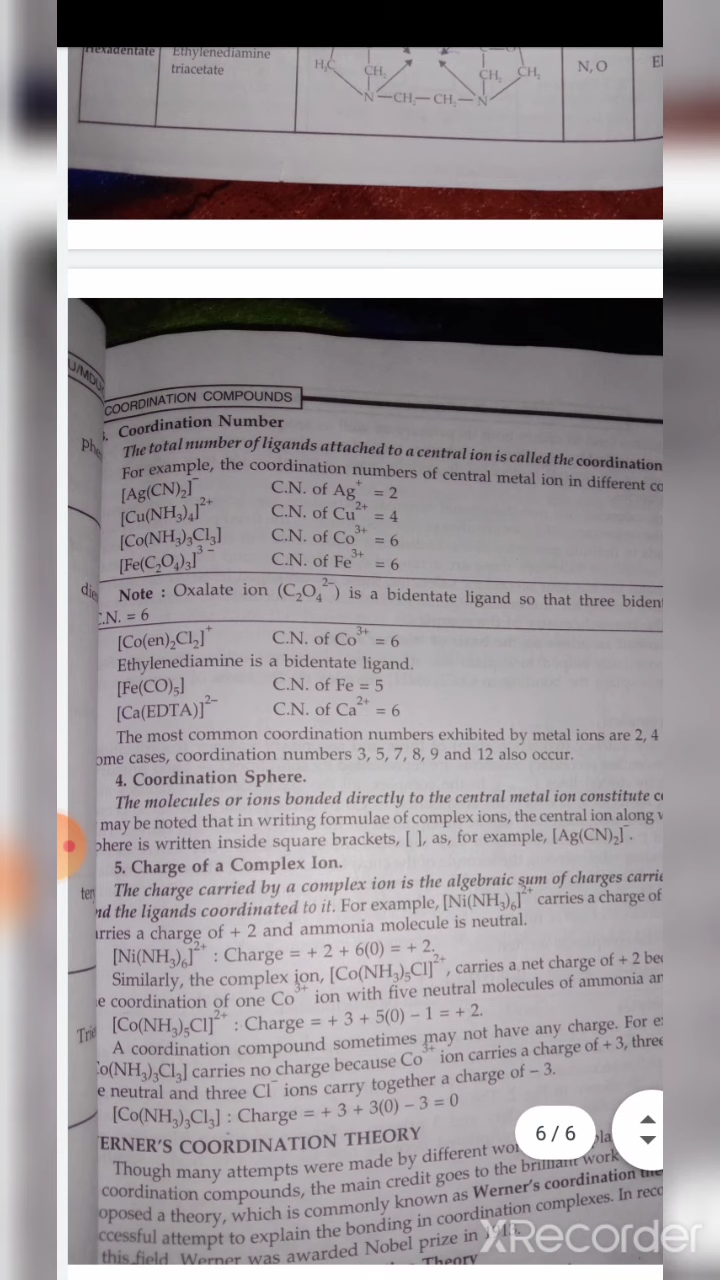 Hexadentate Ethylenediamine
triacetate
H₂C CH₂ CH₂ CH₂ N, O
N—CH₂—CH₂—N
COORDINATION COMPOUNDS
Coordination Number
The total number of ligands attached to a central ion is called the coordination
For example, the coordination numbers of central metal ion in different
[Ag(CN)₂]⁻ C.N. of Ag⁺ = 2
[Cu(NH₃)₄]²⁺ C.N. of Cu²⁺ = 4
[Co(NH₃)₃Cl₃] C.N. of Co³⁺ = 6
[Fe(C₂O₄)₃]³⁻ C.N. of Fe³⁺ = 6
Note : Oxalate ion (C₂O₄²⁻) is a bidentate ligand so that three biden
C.N. = 6
[Co(en)₂Cl₂]⁺ C.N. of Co³⁺ = 6
Ethylenediamine is a bidentate ligand.
[Fe(CO)₅] C.N. of Fe = 5
[Ca(EDTA)]²⁻ C.N. of Ca²⁺ = 6
The most common coordination numbers exhibited by metal ions are 2, 4
ome cases, coordination numbers 3, 5, 7, 8, 9 and 12 also occur.
4. Coordination Sphere.
The molecules or ions bonded directly to the central metal ion constitute
may be noted that in writing formulae of complex ions, the central ion along
phere is written inside square brackets, [ ], as, for example, [Ag(CN)₂]⁻.
5. Charge of a Complex Ion.
The charge carried by a complex ion is the algebraic sum of charges carrie
nd the ligands coordinated to it. For example, [Ni(NH₃)₆]²⁺ carries a charge of
arries a charge of + 2 and ammonia molecule is neutral.
[Ni(NH₃)₆]²⁺ : Charge = + 2 + 6(0) = + 2.
Similarly, the complex ion, [Co(NH₃)₅Cl]²⁺, carries a net charge of + 2 bec
e coordination of one Co³⁺ ion with five neutral molecules of ammonia an
[Co(NH₃)₅Cl]²⁺ : Charge = + 3 + 5(0) – 1 = + 2.
A coordination compound sometimes may not have any charge. For ex
Co(NH₃)₃Cl₃] carries no charge because Co³⁺ ion carries a charge of + 3, three
e neutral and three Cl⁻ ions carry together a charge of – 3.
[Co(NH₃)₃Cl₃] : Charge = + 3 + 3(0) – 3 = 0
6 / 6
ERNER'S COORDINATION THEORY
Though many attempts were made by different
coordination compounds, the main credit goes to the brilliant work
oposed a theory, which is commonly known as Werner's coordination
ccessful attempt to explain the bonding in coordination complexes. In reco
this field, Werner was awarded Nobel prize in
Theory
XRecorder